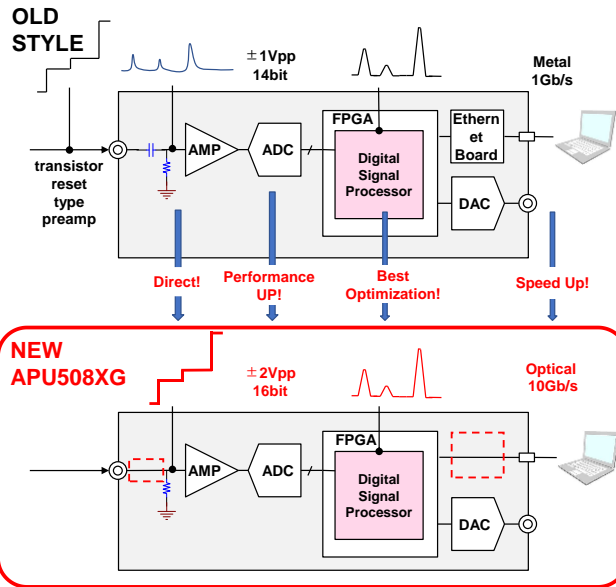 OLD
STYLE
±1Vpp
14bit
Metal
1Gb/s
transistor
reset
type
preamp
AMP
ADC
FPGA
Digital
Signal
Processor
Ethern
et
Board
DAC
Direct!
Performance
UP!
Best
Optimization!
Speed Up!
NEW
APU508XG
±2Vpp
16bit
Optical
10Gb/s
AMP
ADC
FPGA
Digital
Signal
Processor
DAC